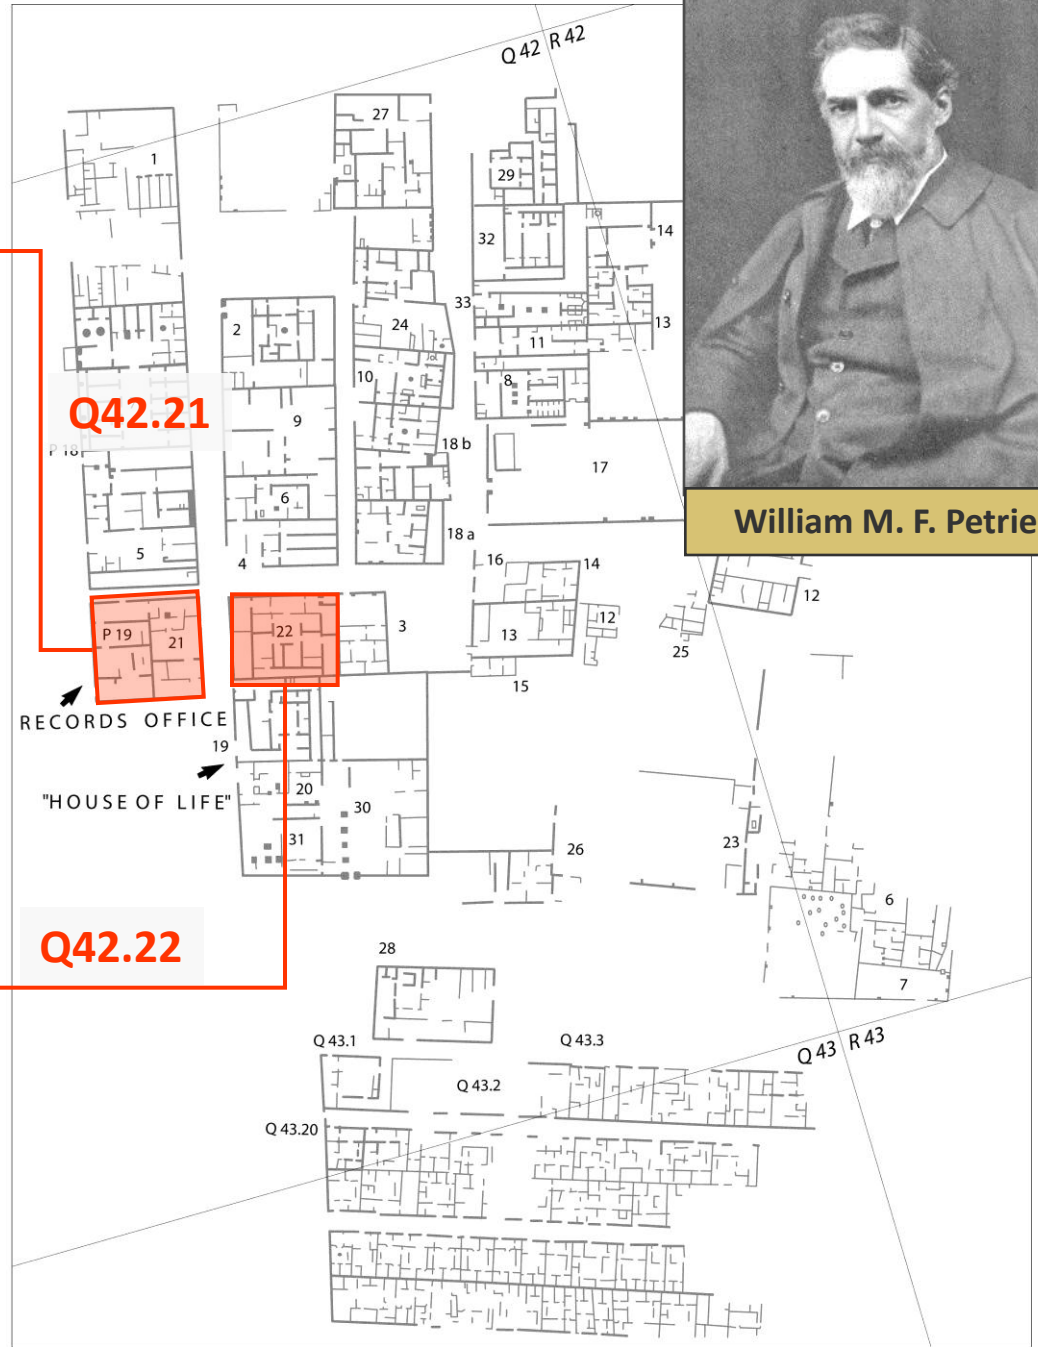 Q 42 R 42
27
1
29
14
32
33
13
2
24
11
10
8
Q42.21
9
P 18
18 b
17
6
William M. F. Petrie
18 a
5
4
16
14
12
P 19
21
22
3
13
12
25
15
RECORDS OFFICE
19
"HOUSE OF LIFE"
20
30
31
23
26
6
Q42.22
28
7
Q 43.1
Q 43.3
Q 43 R 43
Q 43.2
Q 43.20